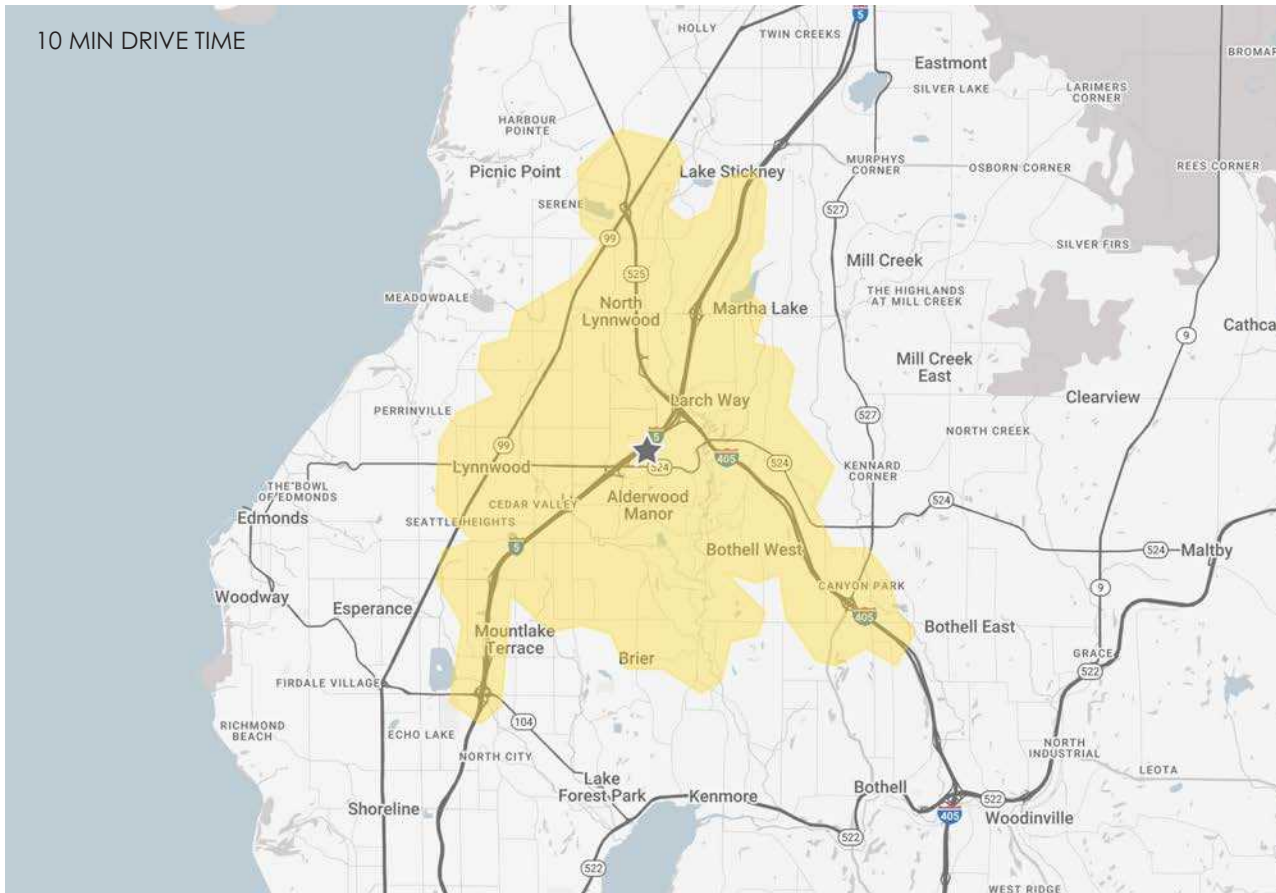 10 MIN DRIVE TIME
HOLLY
TWIN CREEKS
5
Eastmont
SILVER LAKE
BROMAR
LARIMERS
CORNER
HARBOUR
POINTE
Picnic Point
Lake Stickney
MURPHYS
CORNER
OSBORN CORNER
REES CORNER
SERENE
527
99
SILVER FIRS
525
Mill Creek
MEADOWDALE
North
Lynnwood
THE HIGHLANDS
AT MILL CREEK
Martha Lake
Cathca
9
Mill Creek
East
Clearview
Larch Way
PERRINVILLE
527
NORTH CREEK
5
99
405
524
Lynnwood
524
KENNARD
CORNER
THE BOWL
OF EDMONDS
CEDAR VALLEY
Alderwood
Manor
524
Edmonds
SEATTLE HEIGHTS
5
Bothell West
524
Maltby
CANYON PARK
9
Woodway
Esperance
405
Bothell East
Mountlake
Terrace
Brier
GRACE
522
FIRDALE VILLAGE
104
RICHMOND
BEACH
ECHO LAKE
NORTH CITY
NORTH
INDUSTRIAL
LEOTA
Lake
Forest Park
Kenmore
Bothell
522
Shoreline
405
Woodinville
522
522
WEST RIDGE